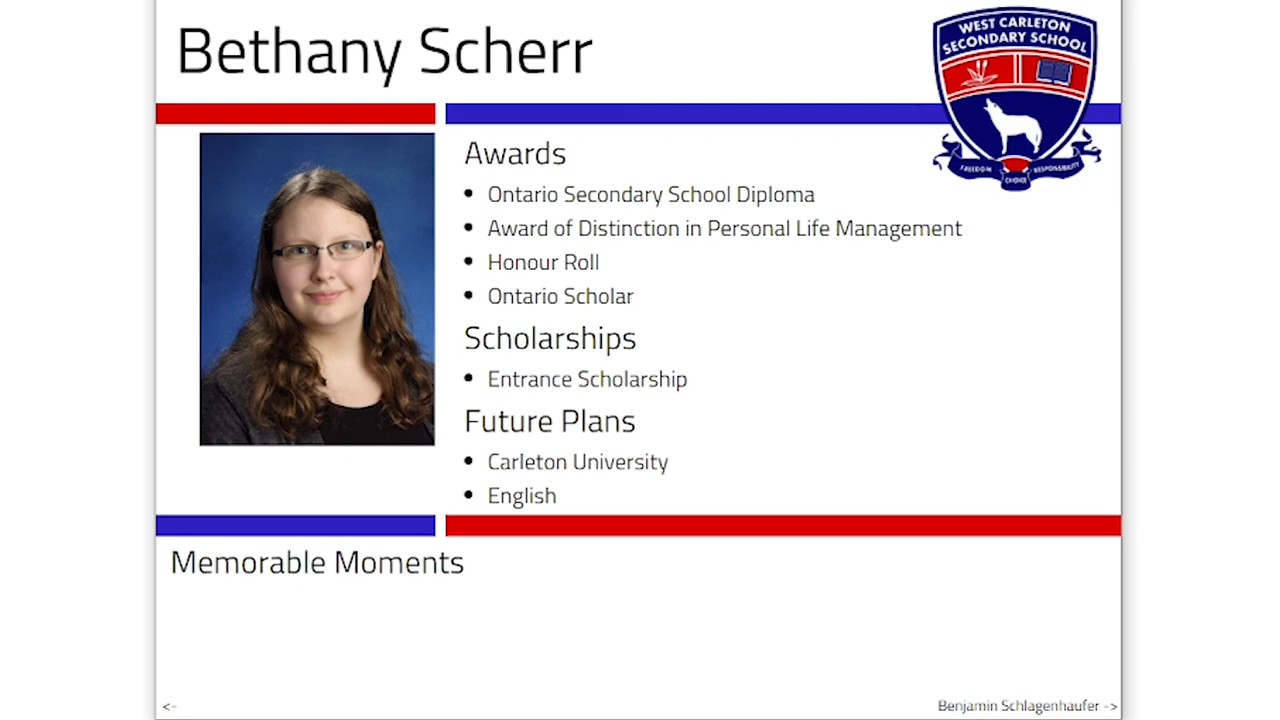 Bethany Scherr
WEST CARLETON
SECONDARY SCHOOL
FREEDOM
CHOICE
RESPONSIBILITY
Awards
• Ontario Secondary School Diploma
• Award of Distinction in Personal Life Management
• Honour Roll
• Ontario Scholar
Scholarships
• Entrance Scholarship
Future Plans
• Carleton University
• English
Memorable Moments
<-
Benjamin Schlagenhaufer ->